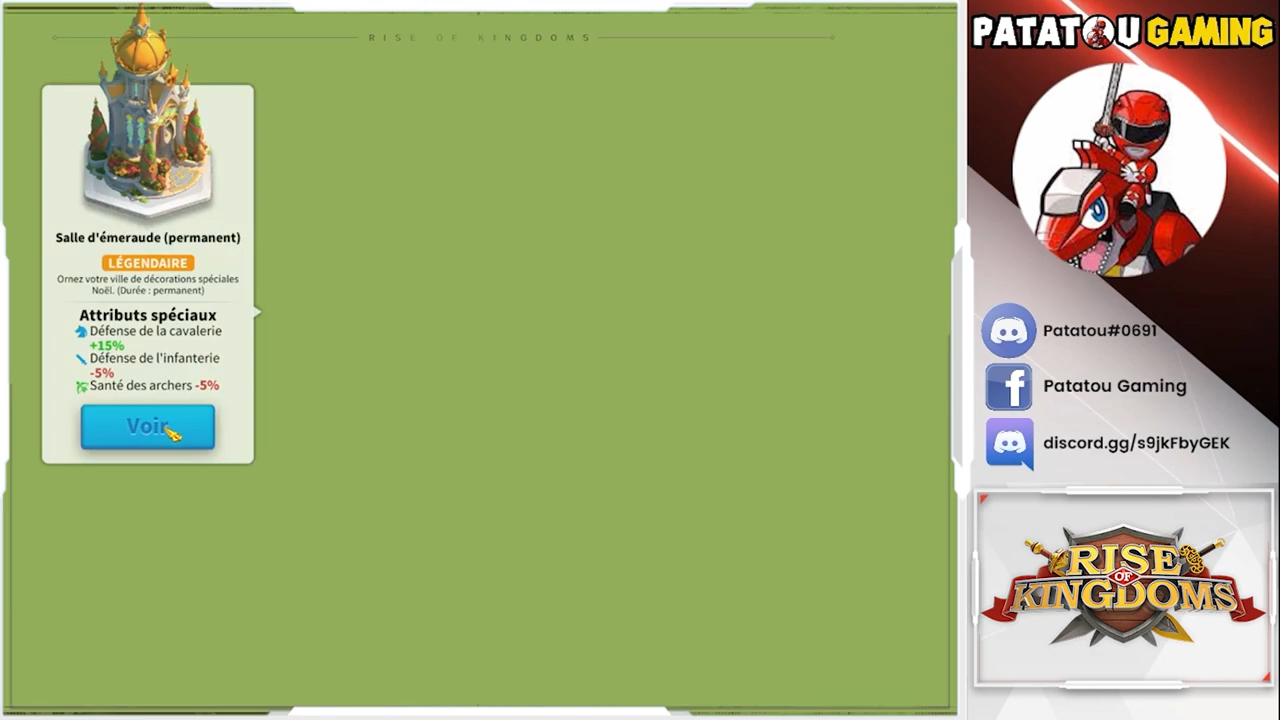 RISE OF KINGDOMS
Salle d'émeraude (permanent)
LÉGENDAIRE
Ornez votre ville de décorations spéciales
Noël. (Durée : permanent)
Attributs spéciaux
Défense de la cavalerie
+15%
Défense de l'infanterie
-5%
Santé des archers -5%
Voir
PATATOU GAMING
Patatou#0691
Patatou Gaming
discord.gg/s9jkFbyGEK
RISE
OF
KINGDOMS